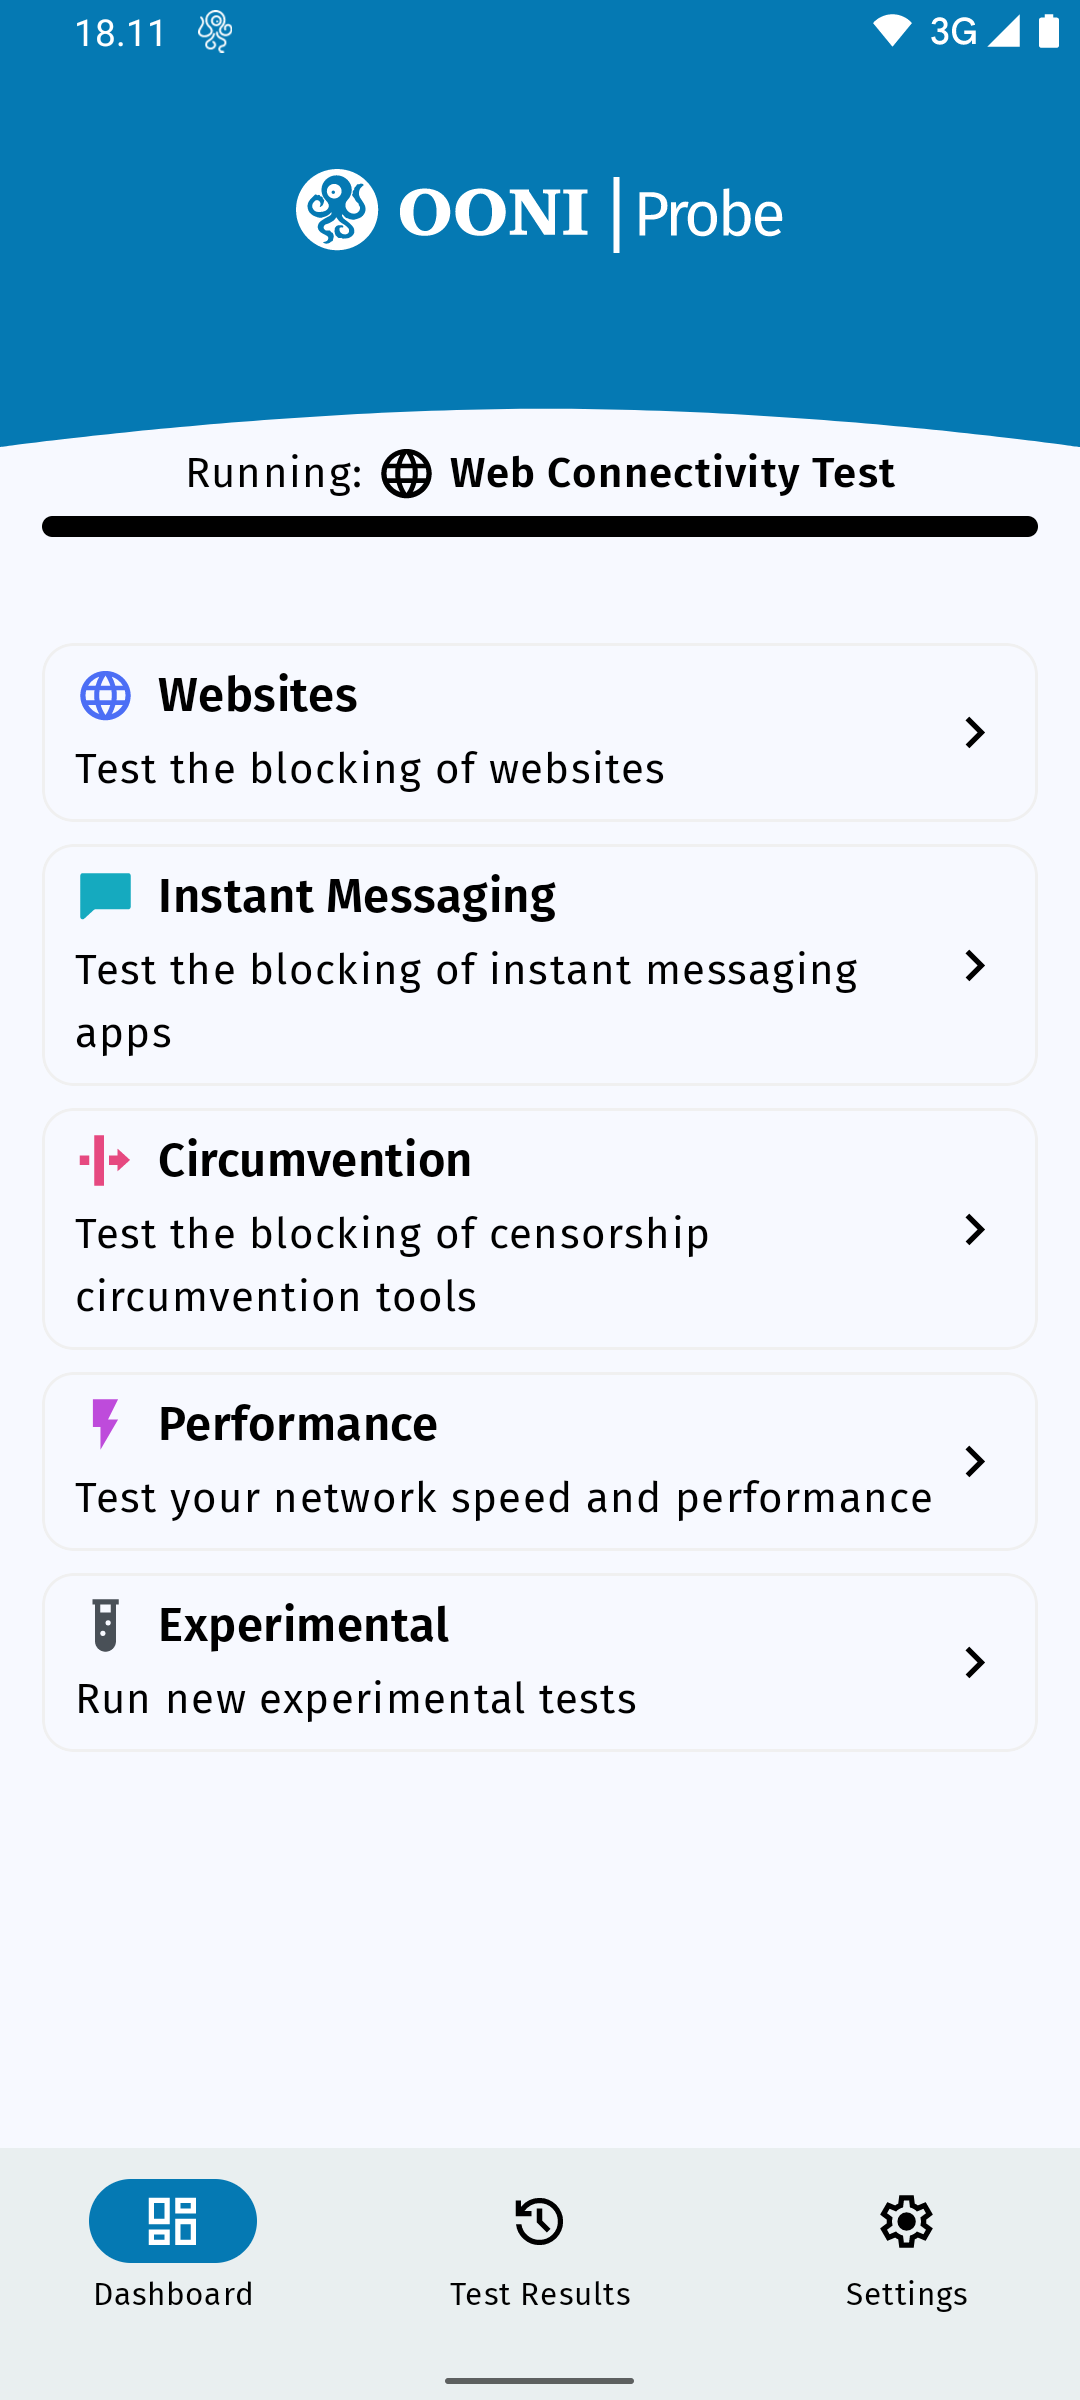 18.11
3G
OONI | Probe
Running: Web Connectivity Test
Websites
Test the blocking of websites
Instant Messaging
Test the blocking of instant messaging
apps
Circumvention
Test the blocking of censorship
circumvention tools
Performance
Test your network speed and performance
Experimental
Run new experimental tests
Dashboard
Test Results
Settings